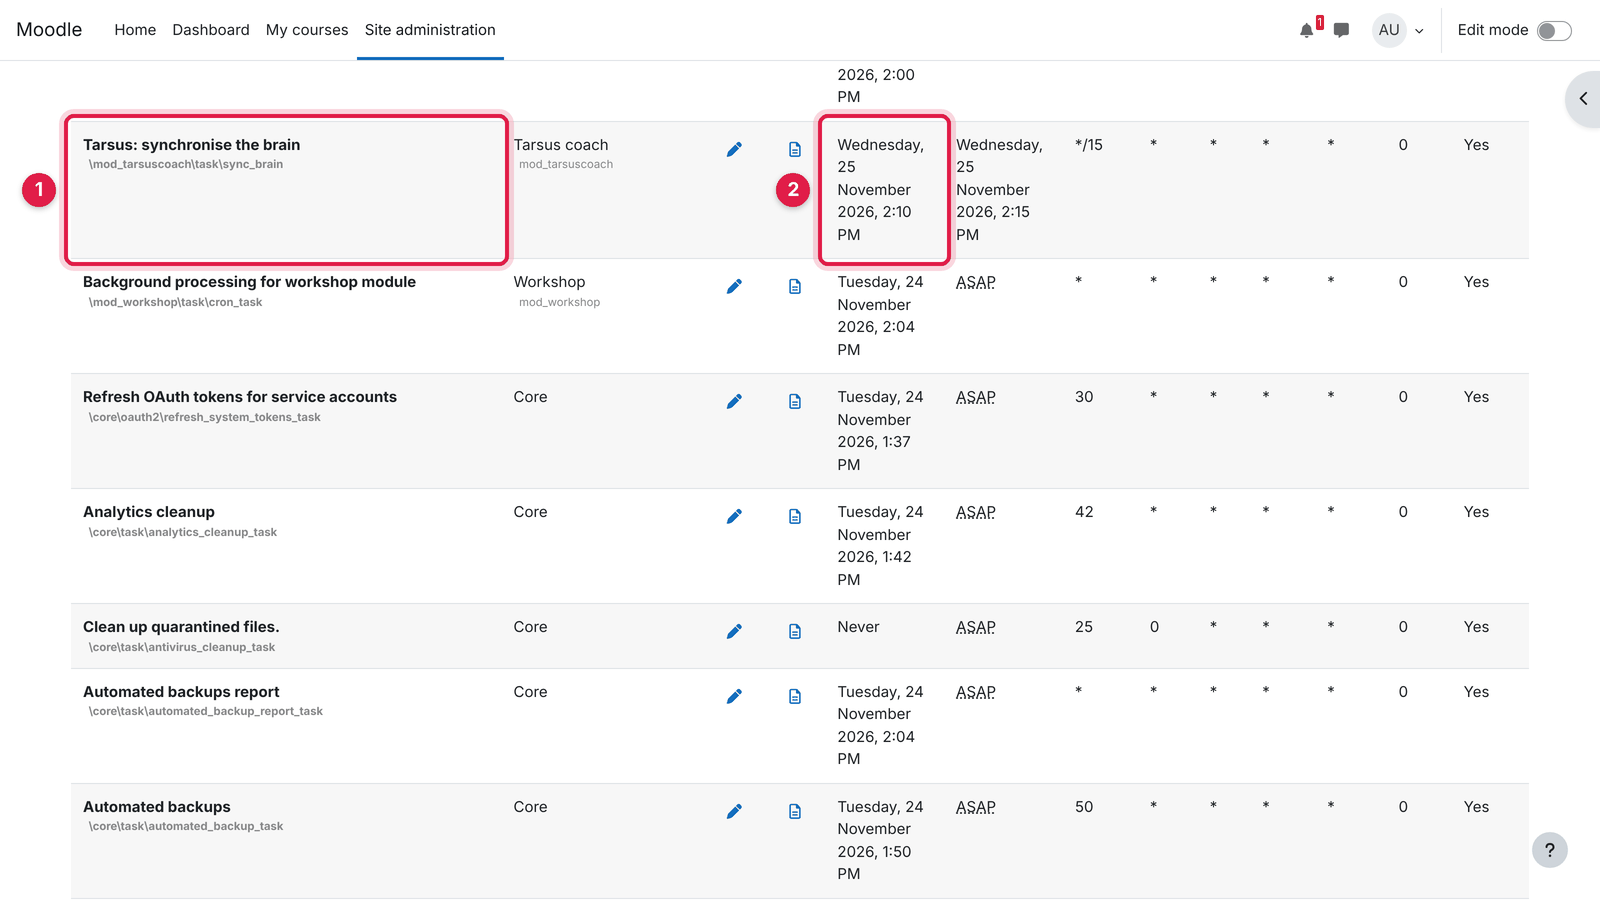 Moodle Home Dashboard My courses Site administration 1 AU Edit mode
2026, 2:00
PM
1
Tarsus: synchronise the brain
\mod_tarsuscoach\task\sync_brain
Tarsus coach
mod_tarsuscoach
2
Wednesday,
25
November
2026, 2:10
PM
Wednesday,
25
November
2026, 2:15
PM
*/15 * * * * 0 Yes
Background processing for workshop module
\mod_workshop\task\cron_task
Workshop
mod_workshop
Tuesday, 24
November
2026, 2:04
PM
ASAP * * * * * 0 Yes
Refresh OAuth tokens for service accounts
\core\oauth2\refresh_system_tokens_task
Core
Tuesday, 24
November
2026, 1:37
PM
ASAP 30 * * * * 0 Yes
Analytics cleanup
\core\task\analytics_cleanup_task
Core
Tuesday, 24
November
2026, 1:42
PM
ASAP 42 * * * * 0 Yes
Clean up quarantined files.
\core\task\antivirus_cleanup_task
Core
Never
ASAP 25 0 * * * 0 Yes
Automated backups report
\core\task\automated_backup_report_task
Core
Tuesday, 24
November
2026, 2:04
PM
ASAP * * * * * 0 Yes
Automated backups
\core\task\automated_backup_task
Core
Tuesday, 24
November
2026, 1:50
PM
ASAP 50 * * * * 0 Yes
?